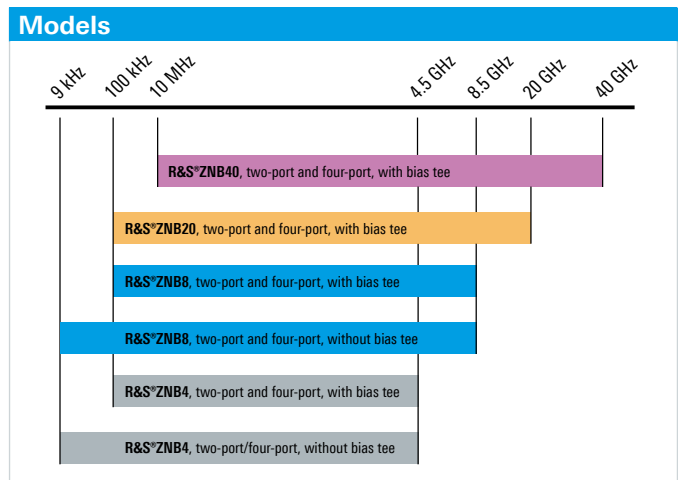 Models
9 kHz
100 kHz
10 MHz
4.5 GHz
8.5 GHz
20 GHz
40 GHz
R&S®ZNB40, two-port and four-port, with bias tee
R&S®ZNB20, two-port and four-port, with bias tee
R&S®ZNB8, two-port and four-port, with bias tee
R&S®ZNB8, two-port and four-port, without bias tee
R&S®ZNB4, two-port and four-port, with bias tee
R&S®ZNB4, two-port/four-port, without bias tee